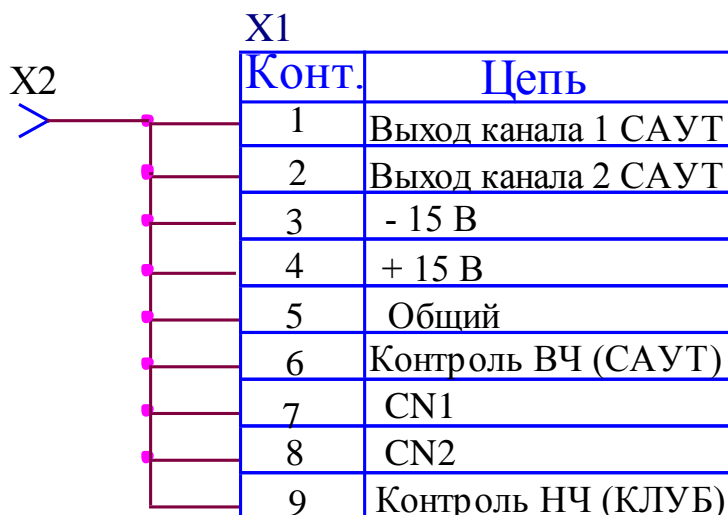 X1
X2
Конт. Цепь
1 Выход канала 1 САУТ
2 Выход канала 2 САУТ
3 - 15 В
4 + 15 В
5 Общий
6 Контроль ВЧ (САУТ)
7 CN1
8 CN2
9 Контроль НЧ (КЛУБ)